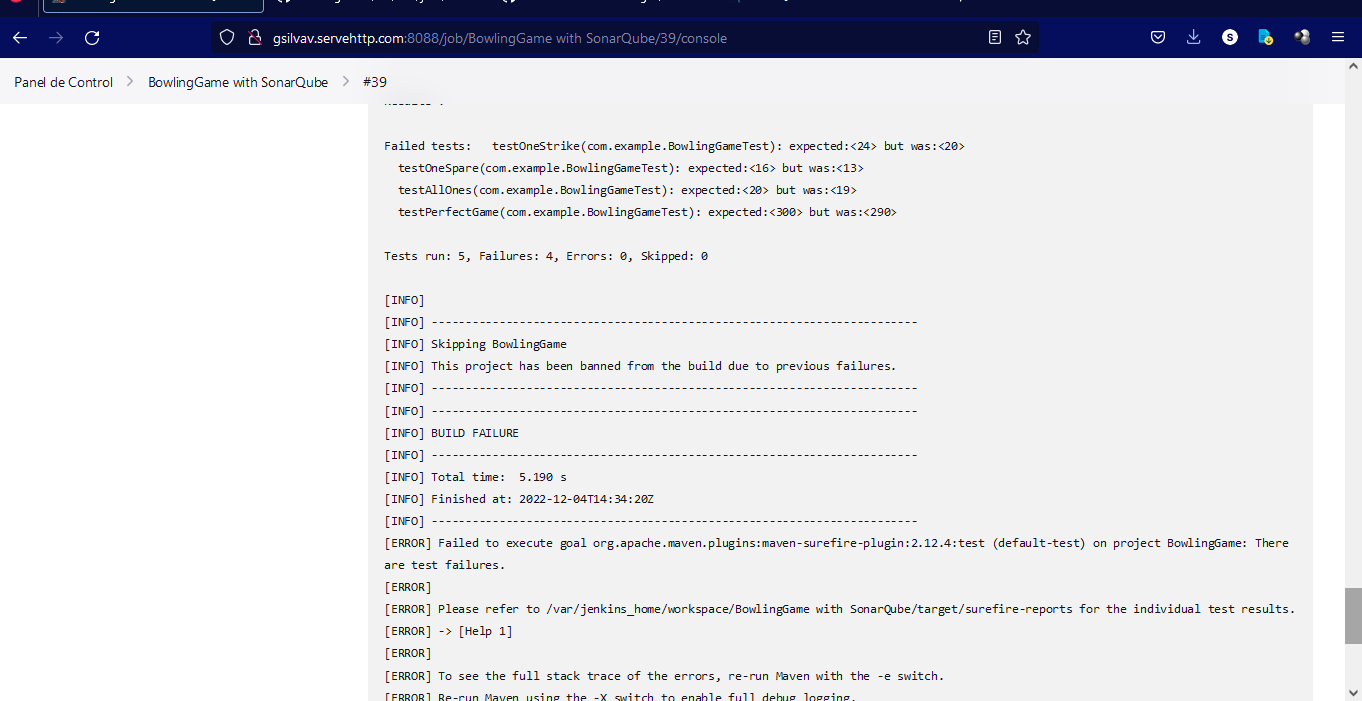 gsilvav.servehttp.com:8088/job/BowlingGame with SonarQube/39/console
S
Panel de Control > BowlingGame with SonarQube > #39
Failed tests:   testOneStrike(com.example.BowlingGameTest): expected:<24> but was:<20>
testOneSpare(com.example.BowlingGameTest): expected:<16> but was:<13>
testAllOnes(com.example.BowlingGameTest): expected:<20> but was:<19>
testPerfectGame(com.example.BowlingGameTest): expected:<300> but was:<290>
Tests run: 5, Failures: 4, Errors: 0, Skipped: 0
[INFO]
[INFO] ------------------------------------------------------------------------
[INFO] Skipping BowlingGame
[INFO] This project has been banned from the build due to previous failures.
[INFO] ------------------------------------------------------------------------
[INFO] ------------------------------------------------------------------------
[INFO] BUILD FAILURE
[INFO] ------------------------------------------------------------------------
[INFO] Total time:  5.190 s
[INFO] Finished at: 2022-12-04T14:34:20Z
[INFO] ------------------------------------------------------------------------
[ERROR] Failed to execute goal org.apache.maven.plugins:maven-surefire-plugin:2.12.4:test (default-test) on project BowlingGame: There
are test failures.
[ERROR]
[ERROR] Please refer to /var/jenkins_home/workspace/BowlingGame with SonarQube/target/surefire-reports for the individual test results.
[ERROR] -> [Help 1]
[ERROR]
[ERROR] To see the full stack trace of the errors, re-run Maven with the -e switch.
[ERROR] Re-run Maven using the -X switch to enable full debug logging.